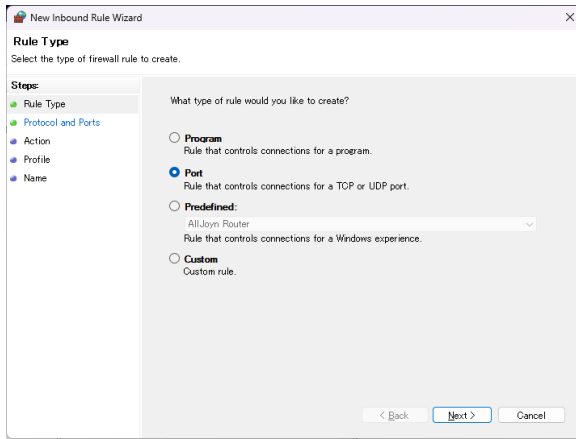 New Inbound Rule Wizard
Rule Type
Select the type of firewall rule to create.
Steps:
Rule Type
Protocol and Ports
Action
Profile
Name
What type of rule would you like to create?
Program
Rule that controls connections for a program.
Port
Rule that controls connections for a TCP or UDP port.
Predefined:
AllJoyn Router
Rule that controls connections for a Windows experience.
Custom
Custom rule.
< Back
Next >
Cancel